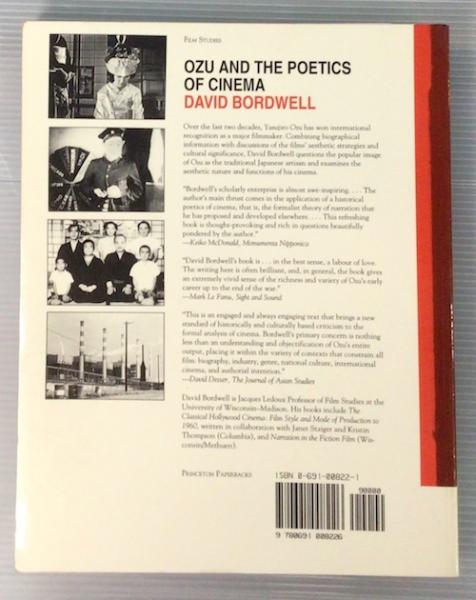 FILM STUDIES
OZU AND THE POETICS
OF CINEMA
DAVID BORDWELL
Over the last two decades, Yasujiro Ozu has won international
recognition as a major filmmaker. Combining biographical
information with discussions of the films' aesthetic strategies and
cultural significance, David Bordwell questions the popular image
of Ozu as the traditional Japanese artisan and examines the
aesthetic nature and functions of his cinema.
"Bordwell's scholarly enterprise is almost awe-inspiring. . . . The
author's main thrust comes in the application of a historical
poetics of cinema, that is, the formalist theory of narration that
he has proposed and developed elsewhere. . . . This refreshing
book is thought-provoking and rich in questions beautifully
pondered by the author."
—Keiko McDonald, Monumenta Nipponica
"David Bordwell's book is . . . in the best sense, a labour of love.
The writing here is often brilliant, and, in general, the book gives
an extremely vivid sense of the richness and variety of Ozu's early
career up to the end of the war."
—Mark Le Fanu, Sight and Sound
"This is an engaged and always engaging text that brings a new
standard of historically and culturally based criticism to the
formal analysis of cinema. Bordwell's primary concern is nothing
less than an understanding and objectification of Ozu's entire
output, placing it within the variety of contexts that constrain all
film: biography, industry, genre, national culture, international
cinema, and authorial intention."
—David Desser, The Journal of Asian Studies
David Bordwell is Jacques Ledoux Professor of Film Studies at the
University of Wisconsin–Madison. His books include The
Classical Hollywood Cinema: Film Style and Mode of Production to
1960, written in collaboration with Janet Staiger and Kristin
Thompson (Columbia), and Narration in the Fiction Film (Wis-
consin/Methuen).
PRINCETON PAPERBACKS
ISBN 0-691-00822-1
90000
9 780691 008226